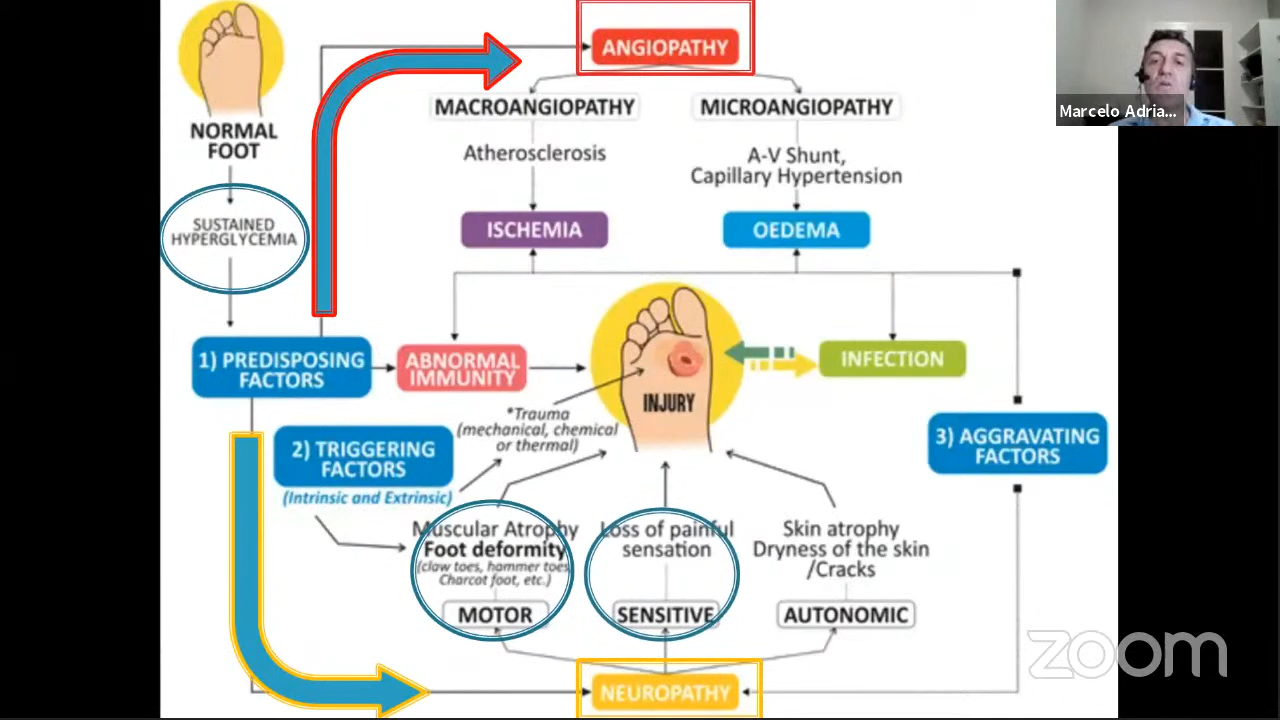 ANGIOPATHY
Marcelo Adria...
MACROANGIOPATHY
MICROANGIOPATHY
NORMAL
FOOT
Atherosclerosis
A-V Shunt,
Capillary Hypertension
SUSTAINED
HYPERGLYCEMIA
ISCHEMIA
OEDEMA
1) PREDISPOSING
FACTORS
ABNORMAL
IMMUNITY
INJURY
INFECTION
*Trauma
(mechanical, chemical
or thermal)
2) TRIGGERING
FACTORS
(Intrinsic and Extrinsic)
3) AGGRAVATING
FACTORS
Muscular Atrophy
Foot deformity
(claw toes, hammer toes
Charcot foot, etc.)
MOTOR
Loss of painful
sensation
SENSITIVE
Skin atrophy
Dryness of the skin
/Cracks
AUTONOMIC
NEUROPATHY
zoom